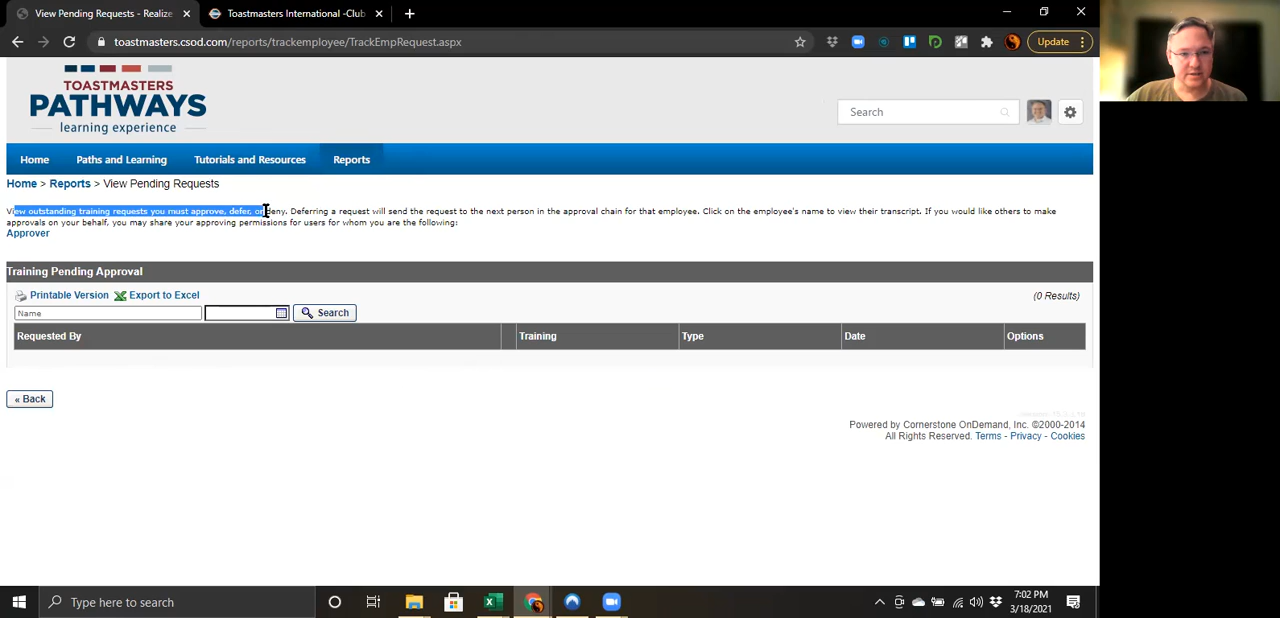 View Pending Requests - Realize
Toastmasters International -Club
toastmasters.csod.com/reports/trackemployee/TrackEmpRequest.aspx
Update
TOASTMASTERS
PATHWAYS
learning experience
Search
Home
Paths and Learning
Tutorials and Resources
Reports
Home > Reports > View Pending Requests
View outstanding training requests you must approve, defer, or deny. Deferring a request will send the request to the next person in the approval chain for that employee. Click on the employee's name to view their transcript. If you would like others to make
approvals on your behalf, you may share your approving permissions for users for whom you are the following:
Approver
Training Pending Approval
Printable Version Export to Excel
(0 Results)
Name
Search
Requested By
Training
Type
Date
Options
« Back
Powered by Cornerstone OnDemand, Inc. ©2000-2014
All Rights Reserved. Terms - Privacy - Cookies
Type here to search
7:02 PM
3/18/2021